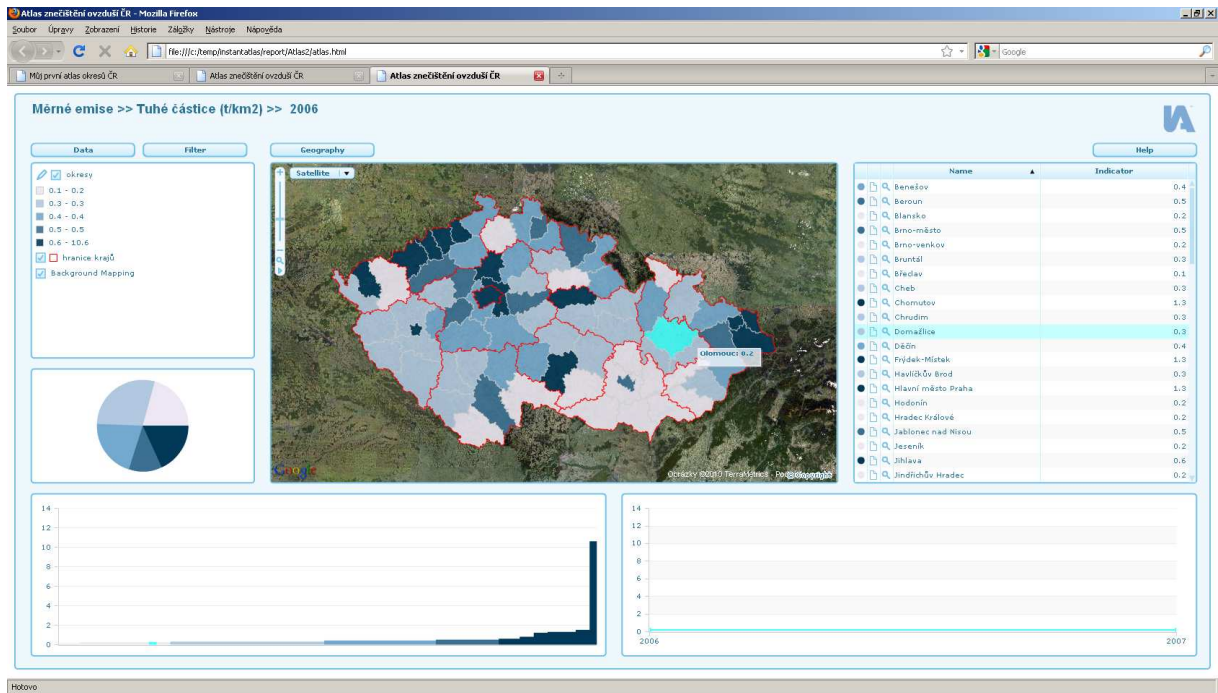 Atlas znečištění ovzduší ČR - Mozilla Firefox
Soubor Úpravy Zobrazení Historie Záložky Nástroje Nápověda
file:///c:/temp/instantatlas/report/Atlas2/atlas.html
Google
Můj první atlas okresů ČR
Atlas znečištění ovzduší ČR
Atlas znečištění ovzduší ČR
Měrné emise >> Tuhé částice (t/km2) >> 2006
IA
Data
Filter
Geography
Help
okresy
0.1 - 0.2
0.3 - 0.3
0.4 - 0.4
0.5 - 0.5
0.6 - 10.6
hranice krajů
Background Mapping
Satellite
Olomouc: 0.2
Google
Obrázky ©2010 TerraMetrics
Name Indicator
Benešov 0.4
Beroun 0.5
Blansko 0.2
Brno-město 0.5
Brno-venkov 0.2
Bruntál 0.3
Břeclav 0.1
Cheb 0.3
Chomutov 1.3
Chrudim 0.3
Domažlice 0.3
Děčín 0.4
Frýdek-Místek 1.3
Havlíčkův Brod 0.3
Hlavní město Praha 1.3
Hodonín 0.2
Hradec Králové 0.2
Jablonec nad Nisou 0.5
Jeseník 0.2
Jihlava 0.6
Jindřichův Hradec 0.2
14
12
10
8
6
4
2
0
14
12
10
8
6
4
2
0
2006 2007
Hotovo